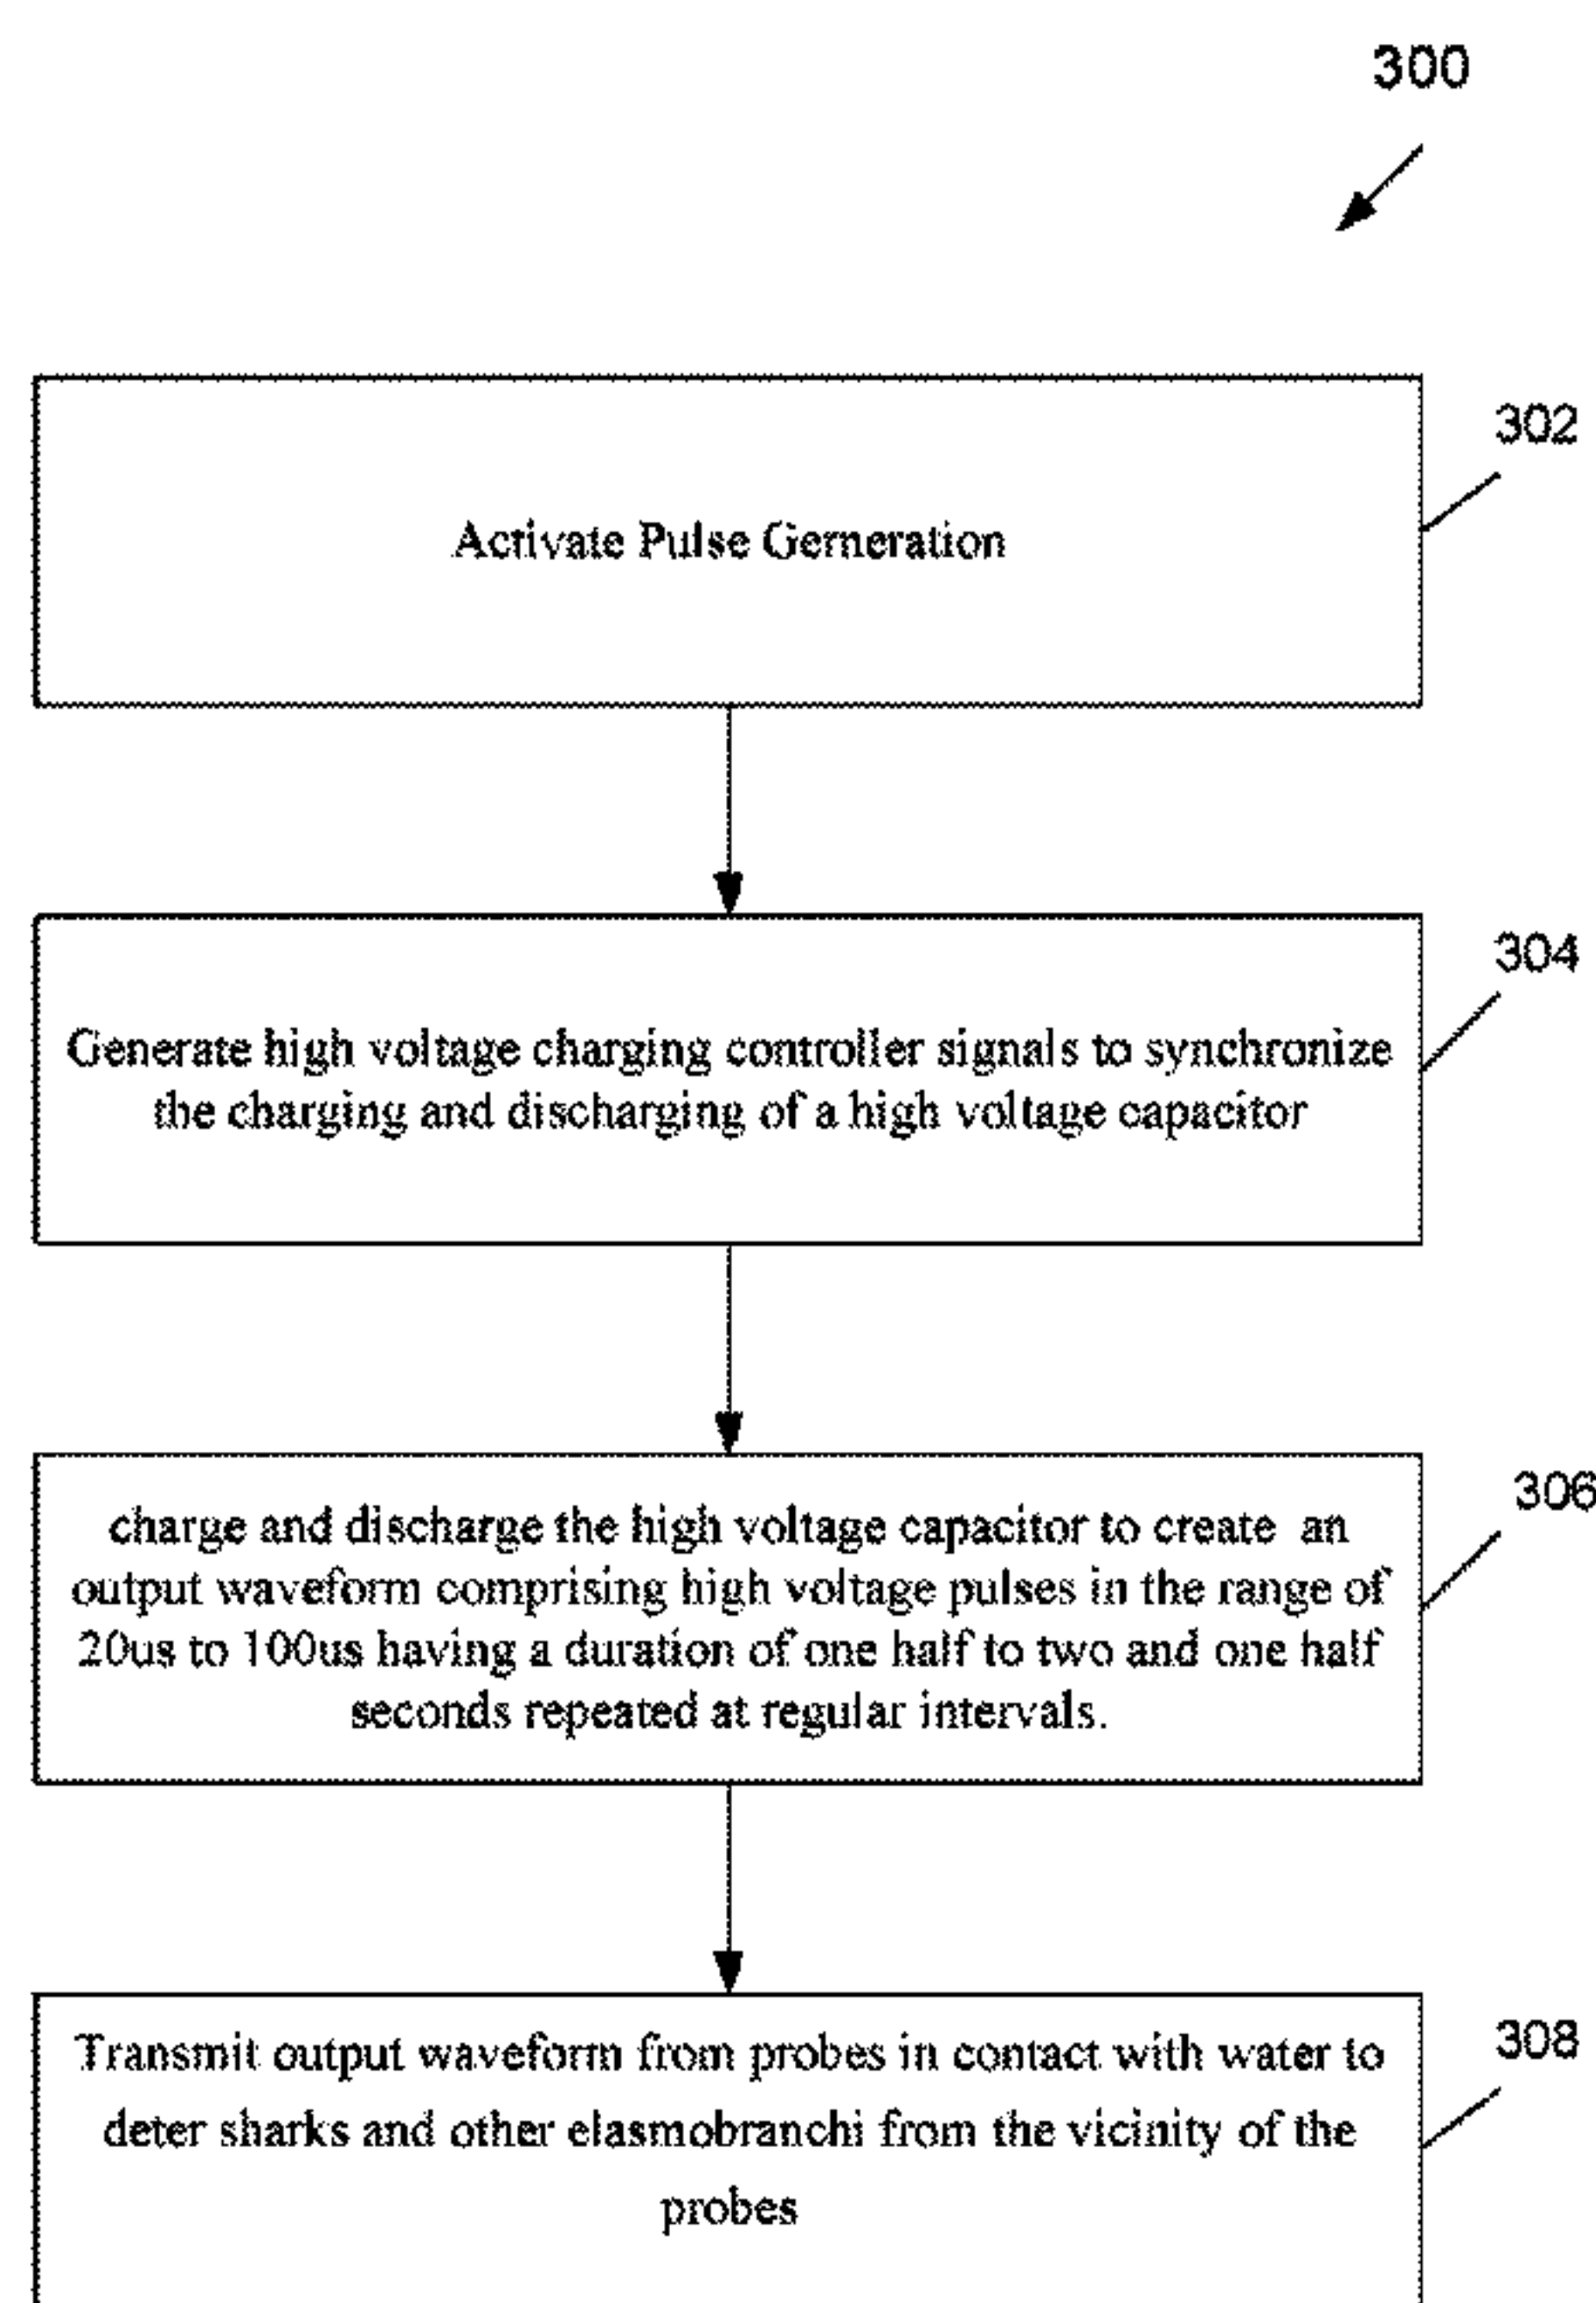 300
302
Activate Pulse Gerneration
304
Generate high voltage charging controller signals to synchronize
the charging and discharging of a high voltage capacitor
306
charge and discharge the high voltage capacitor to create an
output waveform comprising high voltage pulses in the range of
20us to 100us having a duration of one half to two and one half
seconds repeated at regular intervals.
308
Transmit output waveform from probes in contact with water to
deter sharks and other elasmobranchi from the vicinity of the
probes